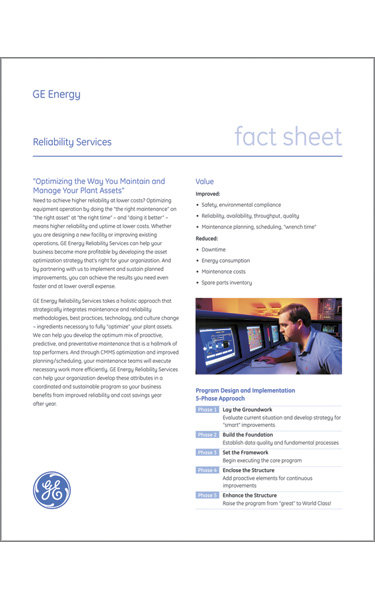 GE Energy
Reliability Services
fact sheet
"Optimizing the Way You Maintain and
Manage Your Plant Assets"
Need to achieve higher reliability at lower costs? Optimizing
equipment operation by doing the "the right maintenance" on
"the right asset" at "the right time" – and "doing it better" –
means higher reliability and uptime at lower costs. Whether
you are designing a new facility or improving existing
operations, GE Energy Reliability Services can help your
business become more profitable by developing the asset
optimization strategy that's right for your organization. And
by partnering with us to implement and sustain planned
improvements, you can achieve the results you need even
faster and at lower overall expense.
GE Energy Reliability Services takes a holistic approach that
strategically integrates maintenance and reliability
methodologies, best practices, technology, and culture change
– ingredients necessary to fully "optimize" your plant assets.
We can help you develop the optimum mix of proactive,
predictive, and preventative maintenance that is a hallmark of
top performers. And through CMMS optimization and improved
planning/scheduling, your maintenance teams will execute
necessary work more efficiently. GE Energy Reliability Services
can help your organization develop these attributes in a
coordinated and sustainable program so your business
benefits from improved reliability and cost savings year
after year.
Value
Improved:
• Safety, environmental compliance
• Reliability, availability, throughput, quality
• Maintenance planning, scheduling, "wrench time"
Reduced:
• Downtime
• Energy consumption
• Maintenance costs
• Spare parts inventory
Program Design and Implementation
5-Phase Approach
Phase 1 Lay the Groundwork
Evaluate current situation and develop strategy for
"smart" improvements
Phase 2 Build the Foundation
Establish data quality and fundamental processes
Phase 3 Set the Framework
Begin executing the core program
Phase 4 Enclose the Structure
Add proactive elements for continuous
improvements
Phase 5 Enhance the Structure
Raise the program from "great" to World Class!
GE